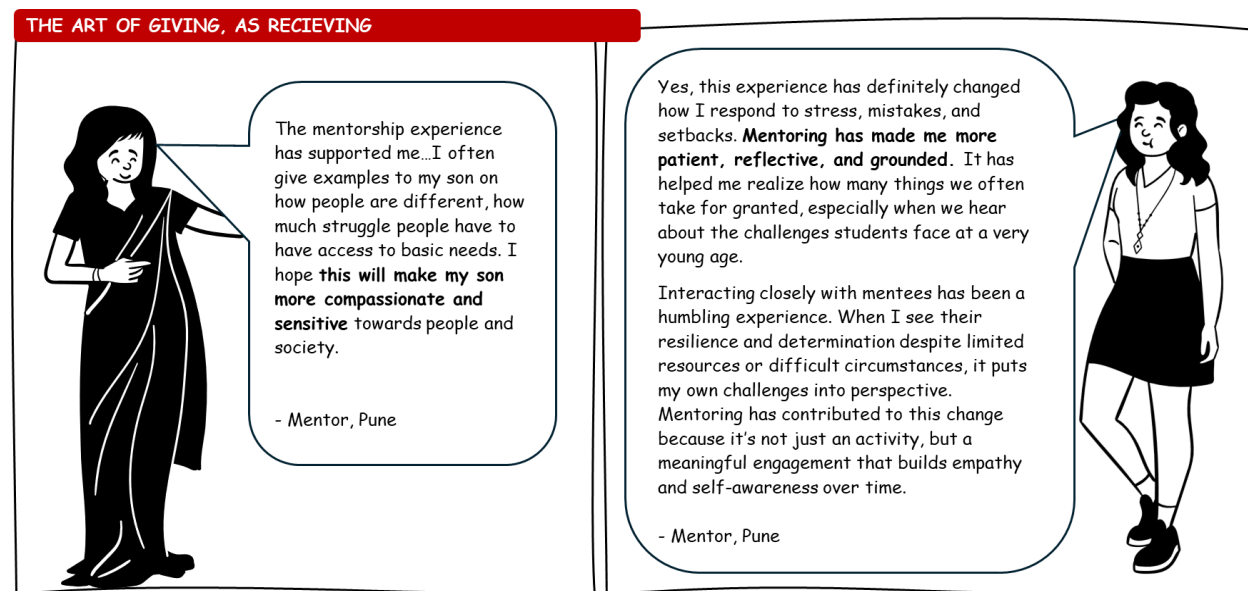 THE ART OF GIVING, AS RECIEVING
The mentorship experience
has supported me...I often
give examples to my son on
how people are different, how
much struggle people have to
have access to basic needs. I
hope this will make my son
more compassionate and
sensitive towards people and
society.
- Mentor, Pune
Yes, this experience has definitely changed
how I respond to stress, mistakes, and
setbacks. Mentoring has made me more
patient, reflective, and grounded. It has
helped me realize how many things we often
take for granted, especially when we hear
about the challenges students face at a very
young age.
Interacting closely with mentees has been a
humbling experience. When I see their
resilience and determination despite limited
resources or difficult circumstances, it puts
my own challenges into perspective.
Mentoring has contributed to this change
because it's not just an activity, but a
meaningful engagement that builds empathy
and self-awareness over time.
- Mentor, Pune